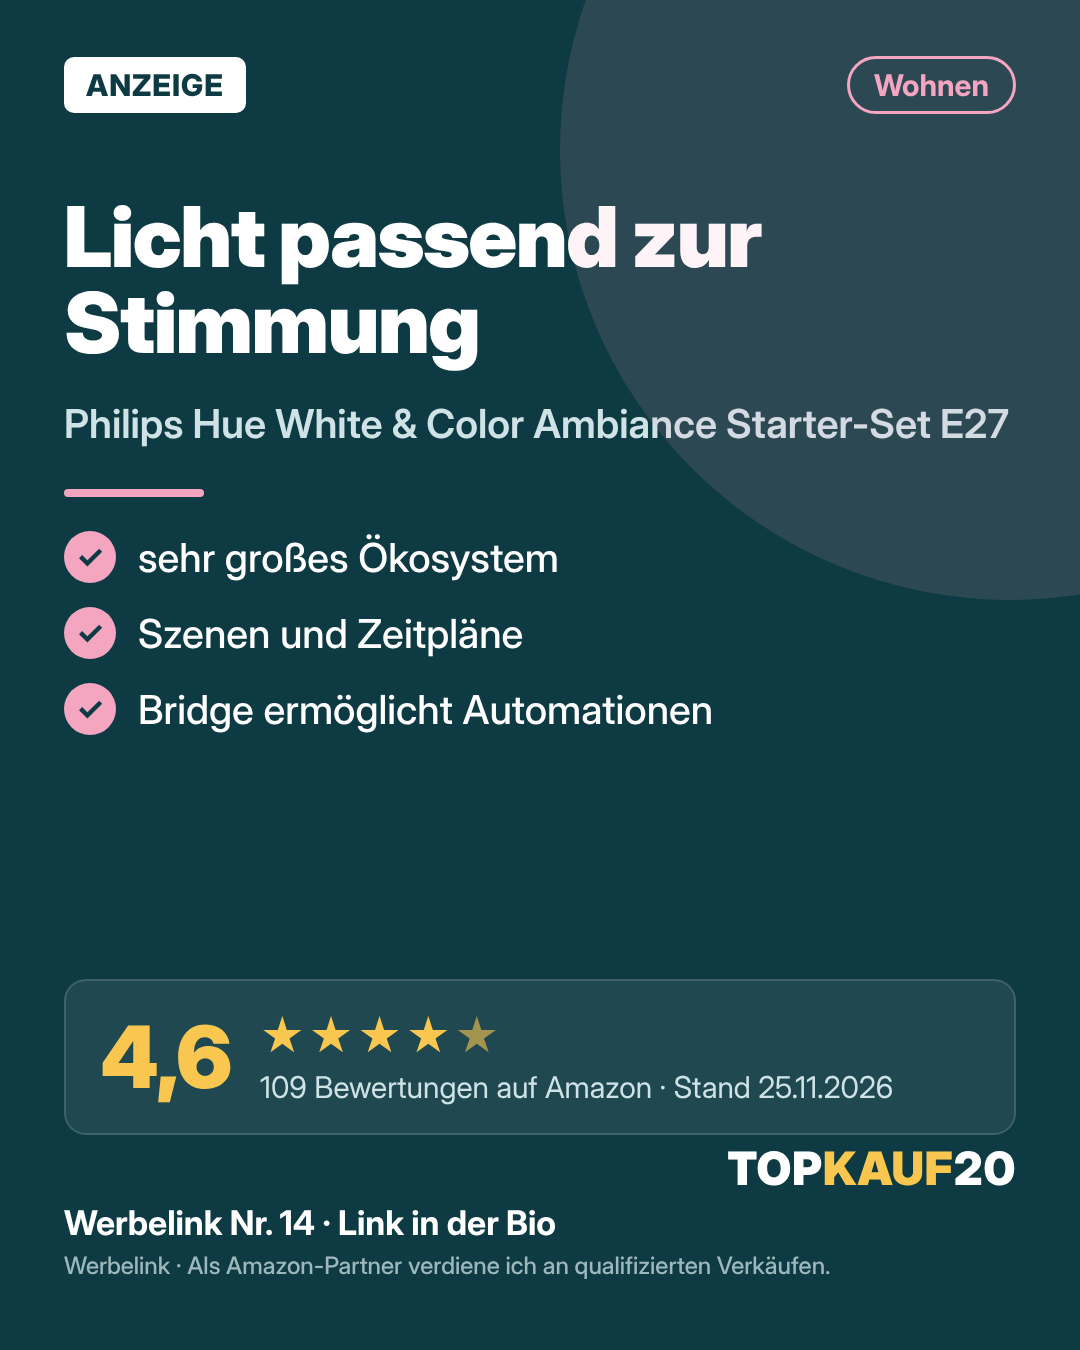 ANZEIGE
Wohnen
Licht passend zur
Stimmung
Philips Hue White & Color Ambiance Starter-Set E27
sehr großes Ökosystem
Szenen und Zeitpläne
Bridge ermöglicht Automationen
4,6
109 Bewertungen auf Amazon · Stand 25.11.2026
TOPKAUF20
Werbelink Nr. 14 · Link in der Bio
Werbelink · Als Amazon-Partner verdiene ich an qualifizierten Verkäufen.